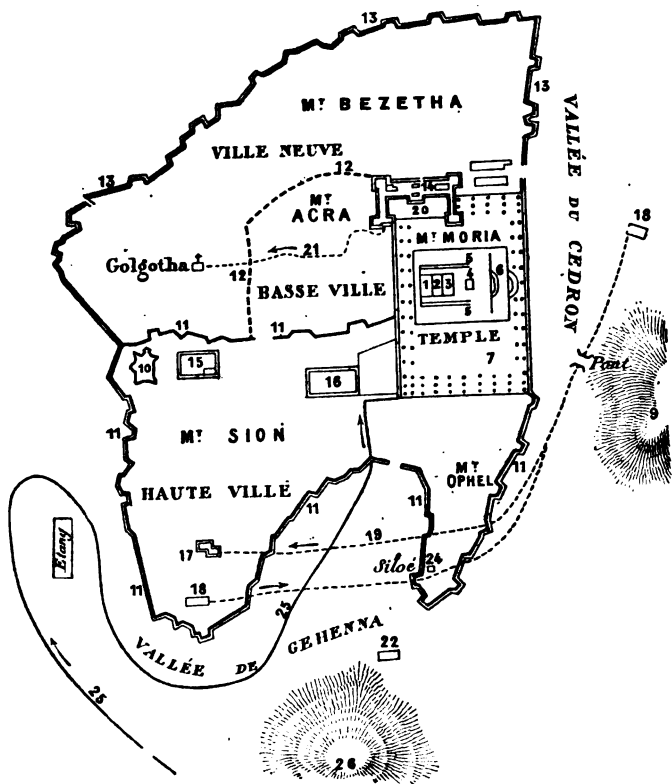 13
Mᵀ BEZETHA
13
VALLÉE DU CÉDRON
VILLE NEUVE
12
13
14
Mᵀ ACRA
20
18
Mᵀ MORIA
21
Golgotha
12
5
4
6
1 2 3
BASSE VILLE
5
11
11
TEMPLE
Pont
10
15
16
7
9
11
Mᵀ SION
Mᵀ OPHEL
11
HAUTE VILLE
11
11
19
Etang
17
Siloé
24
18
11
23
VALLÉE DE GEHENNA
22
25
26